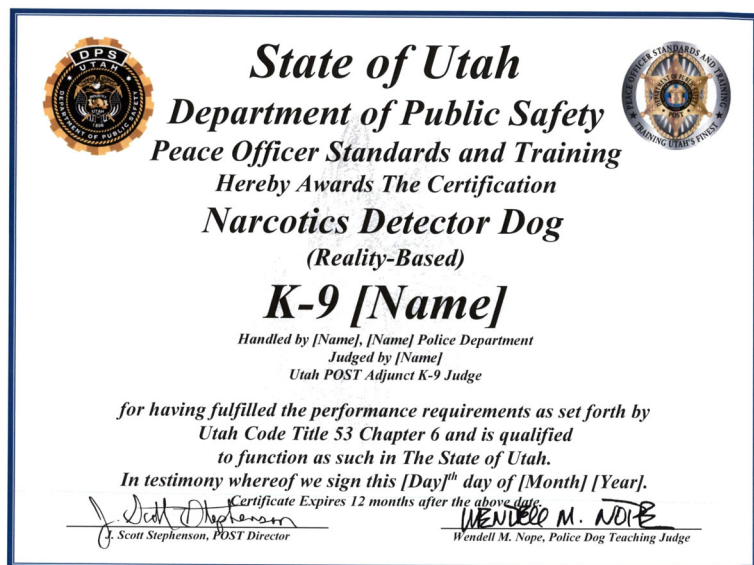 State of Utah
Department of Public Safety
Peace Officer Standards and Training
Hereby Awards The Certification
Narcotics Detector Dog
(Reality-Based)
K-9 [Name]
Handled by [Name], [Name] Police Department
Judged by [Name]
Utah POST Adjunct K-9 Judge
for having fulfilled the performance requirements as set forth by
Utah Code Title 53 Chapter 6 and is qualified
to function as such in The State of Utah.
In testimony whereof we sign this [Day]th day of [Month] [Year].
Certificate Expires 12 months after the above date.
J. Scott Stephenson
WENDELL M. NOPE
J. Scott Stephenson, POST Director
Wendell M. Nope, Police Dog Teaching Judge
DPS
UTAH
DEPARTMENT OF PUBLIC SAFETY
PEACE OFFICER STANDARDS AND TRAINING
TRAINING UTAH'S FINEST
POST